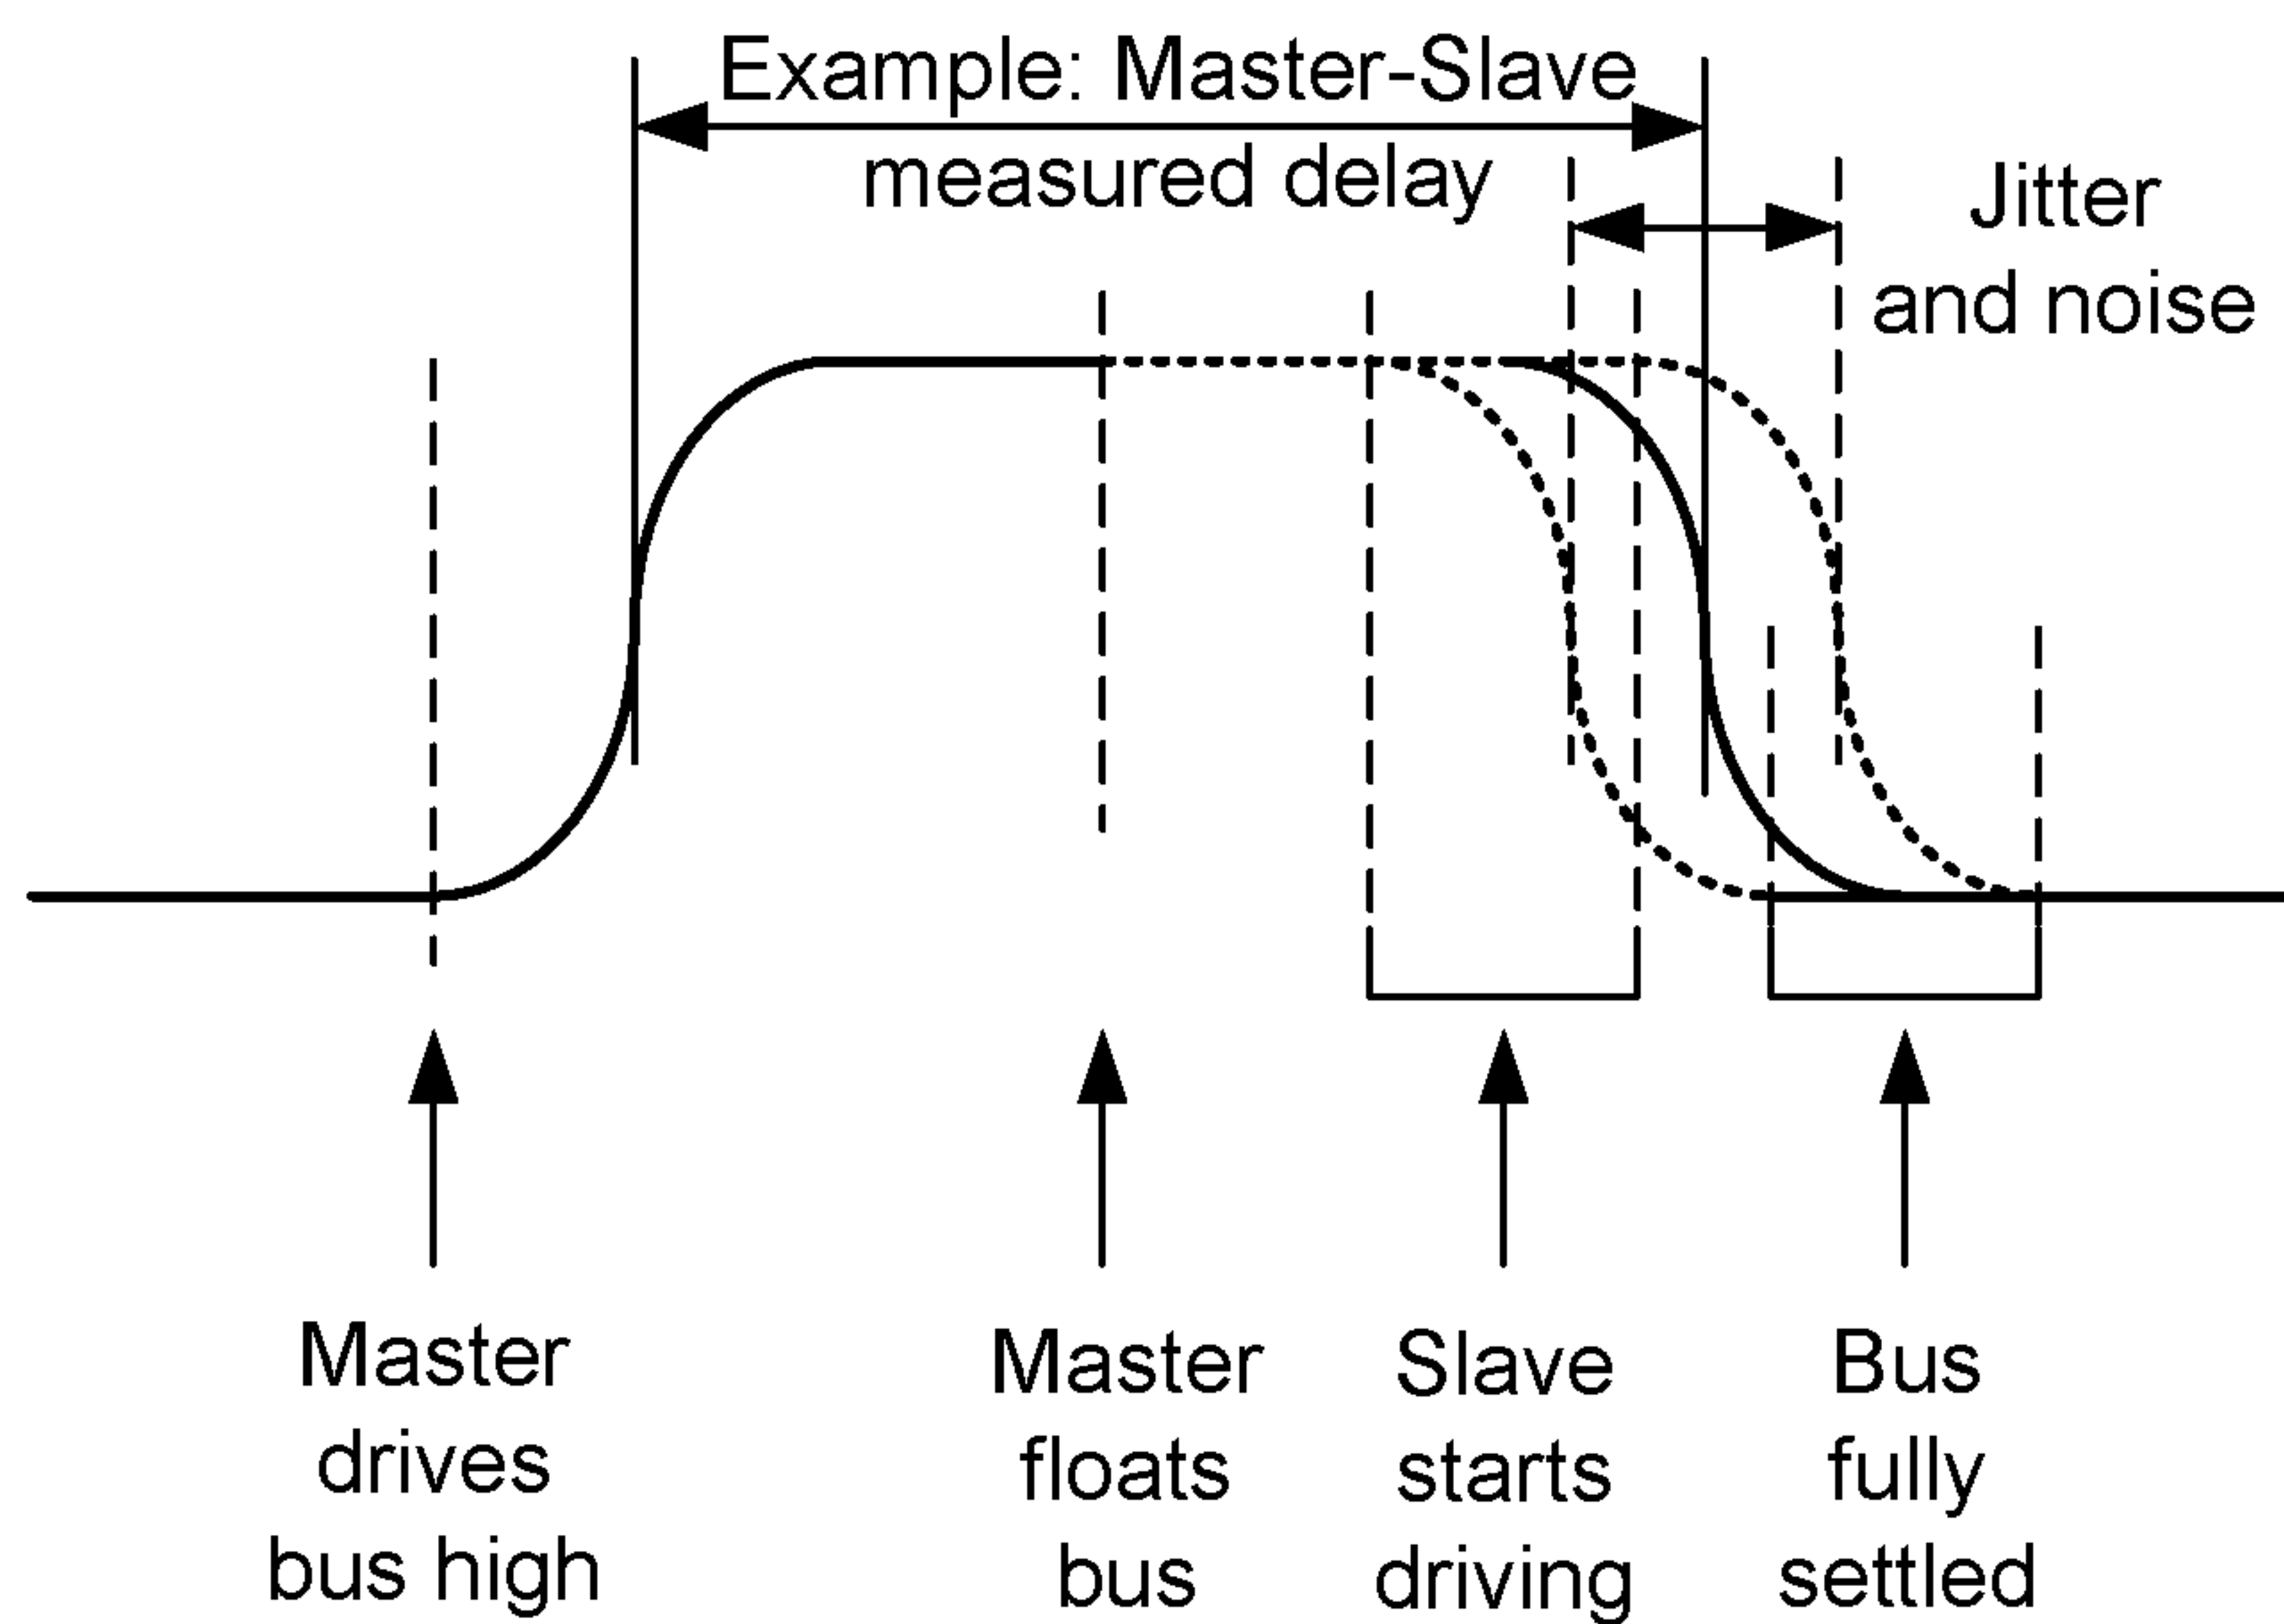 Example: Master-Slave
measured delay
Jitter
and noise
Master
drives
bus high
Master
floats
bus
Slave
starts
driving
Bus
fully
settled